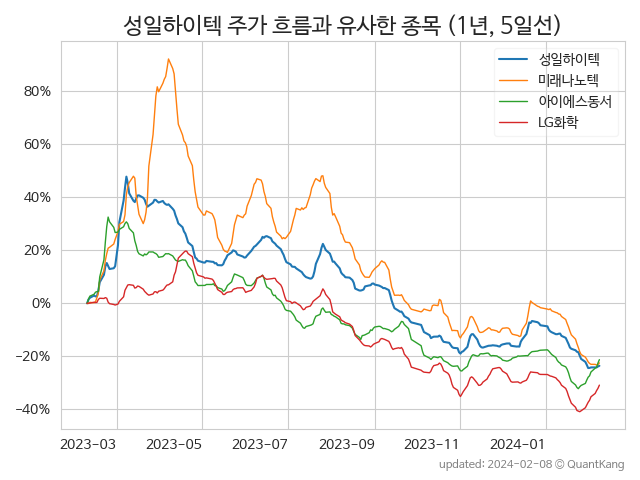 성일하이텍 주가 흐름과 유사한 종목 (1년, 5일선)
성일하이텍
미래나노텍
아이에스동서
LG화학
80%
60%
40%
20%
0%
−20%
−40%
2023-03 2023-05 2023-07 2023-09 2023-11 2024-01
updated: 2024-02-08 ⓒ QuantKang